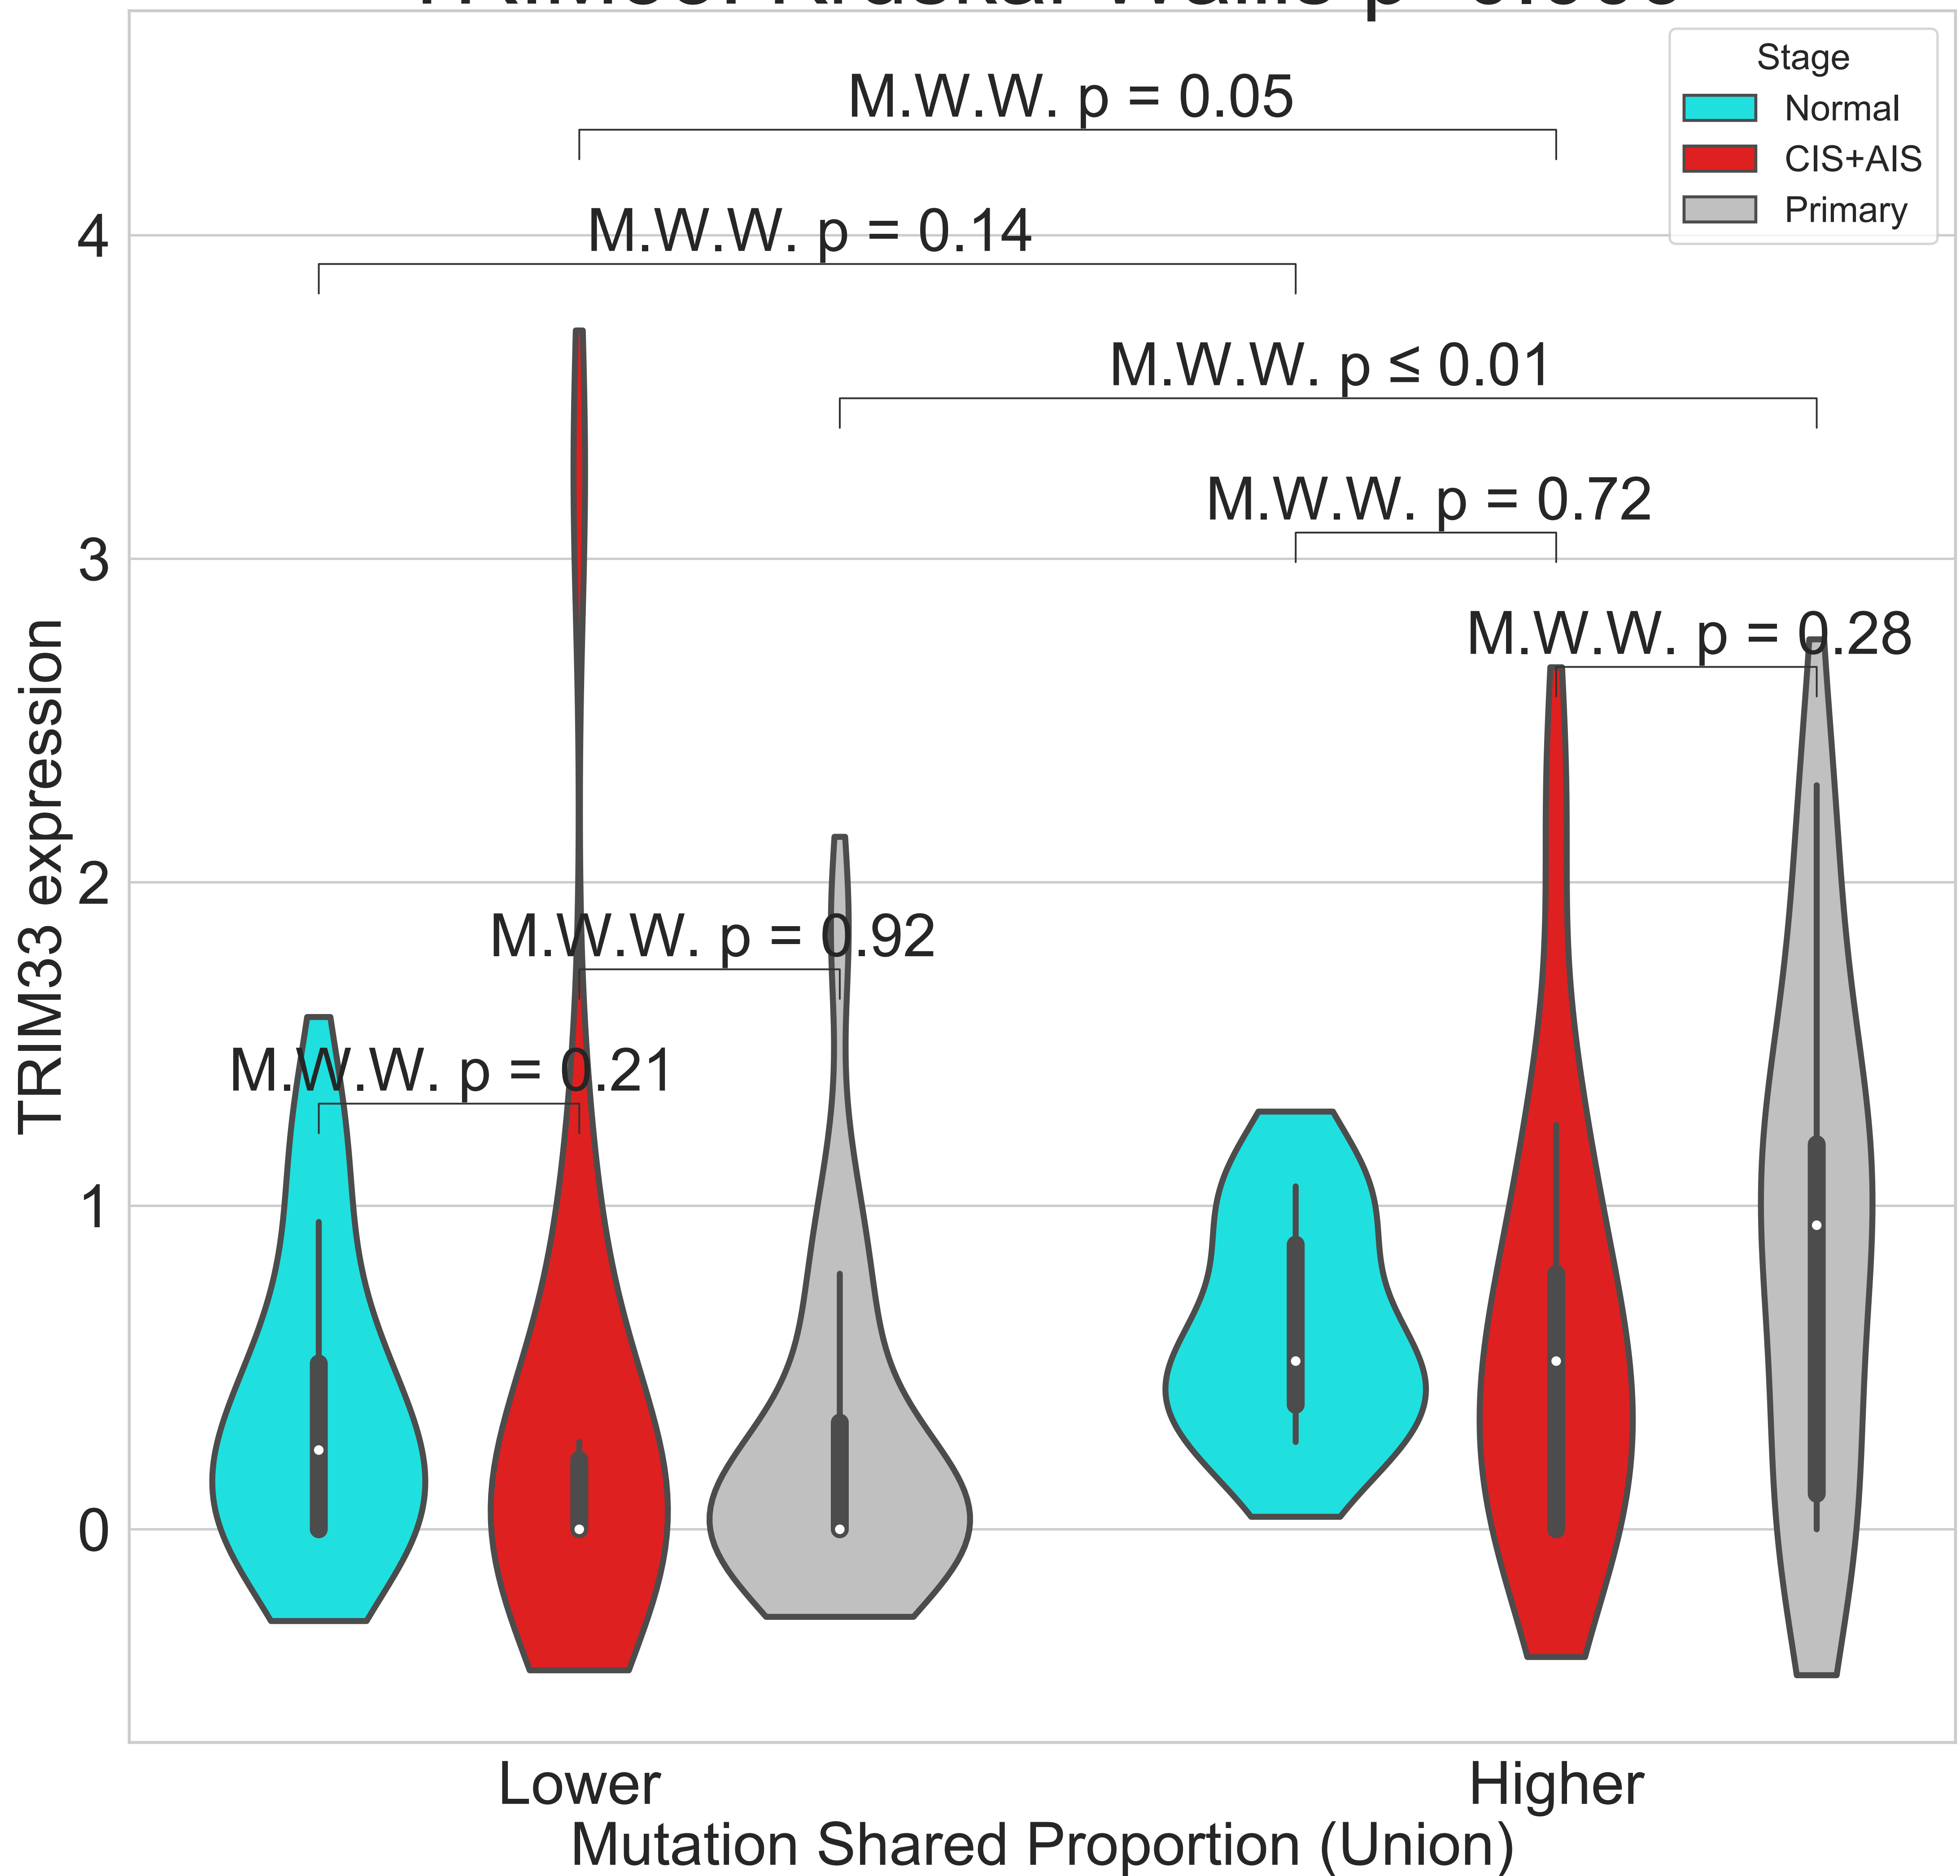 M.W.W. p = 0.05
Stage
Normal
CIS+AIS
Primary
M.W.W. p = 0.14
M.W.W. p ≤ 0.01
M.W.W. p = 0.72
M.W.W. p = 0.28
M.W.W. p = 0.92
M.W.W. p = 0.21
4
3
2
1
0
TRIM33 expression
Lower
Higher
Mutation Shared Proportion (Union)